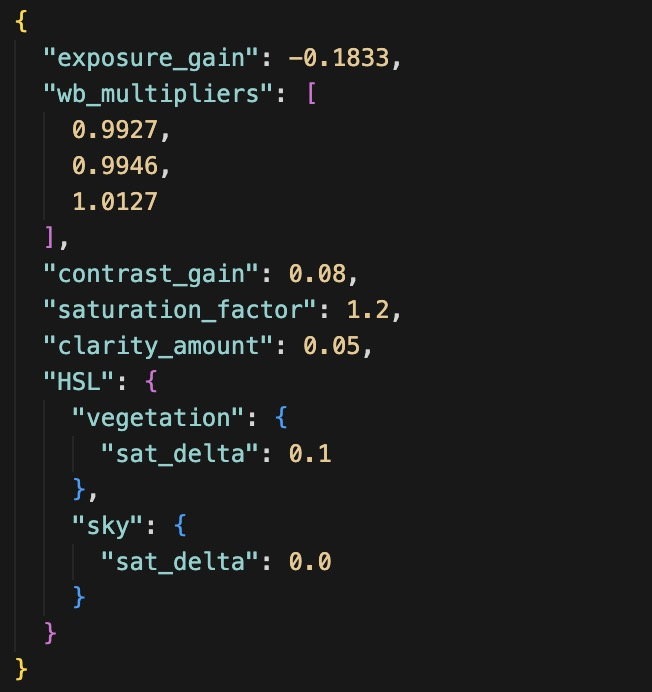 {
  "exposure_gain": -0.1833,
  "wb_multipliers": [
    0.9927,
    0.9946,
    1.0127
  ],
  "contrast_gain": 0.08,
  "saturation_factor": 1.2,
  "clarity_amount": 0.05,
  "HSL": {
    "vegetation": {
      "sat_delta": 0.1
    },
    "sky": {
      "sat_delta": 0.0
    }
  }
}